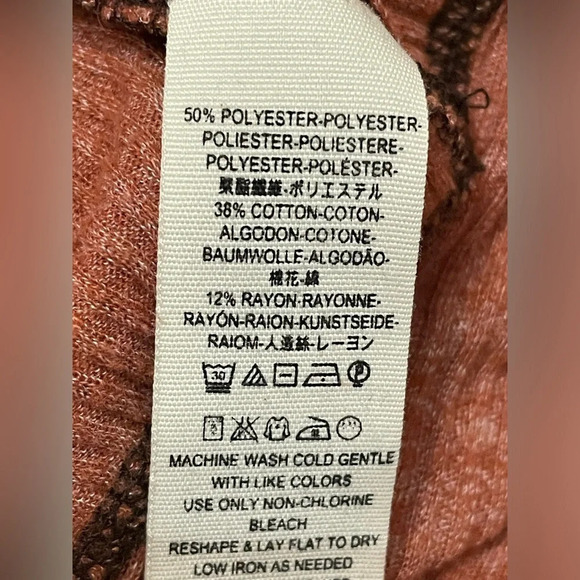 50% POLYESTER-POLYESTER-
POLIESTER-POLIESTERE-
POLYESTER-POLÉSTER-
聚酯纖維-ポリエステル
38% COTTON-COTON-
ALGODON-COTONE-
BAUMWOLLE-ALGODÃO-
棉花-綿
12% RAYON-RAYONNE-
RAYÓN-RAION-KUNSTSEIDE-
RAIOM-人造絲-レーヨン
30 P
MACHINE WASH COLD GENTLE
WITH LIKE COLORS
USE ONLY NON-CHLORINE
BLEACH
RESHAPE & LAY FLAT TO DRY
LOW IRON AS NEEDED